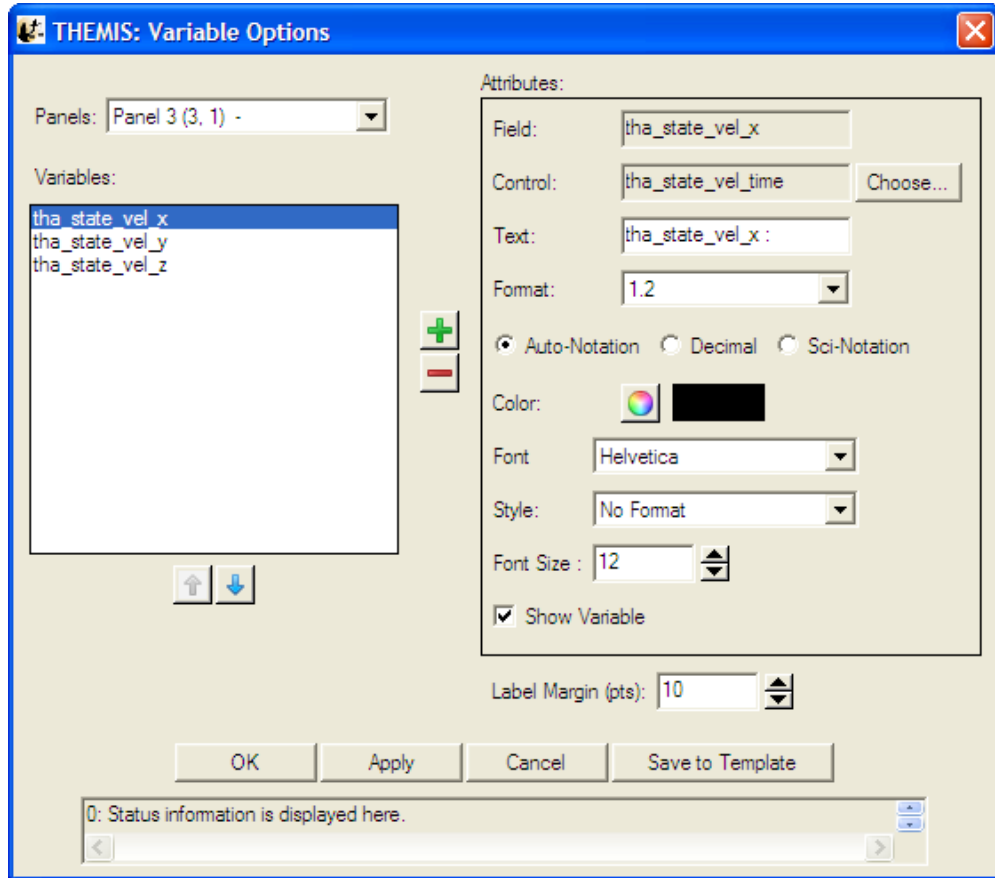 THEMIS: Variable Options
Panels: Panel 3 (3, 1) -
Variables:
tha_state_vel_x
tha_state_vel_y
tha_state_vel_z
Attributes:
Field: tha_state_vel_x
Control: tha_state_vel_time Choose...
Text: tha_state_vel_x :
Format: 1.2
Auto-Notation Decimal Sci-Notation
Color:
Font Helvetica
Style: No Format
Font Size : 12
Show Variable
Label Margin (pts): 10
OK Apply Cancel Save to Template
0: Status information is displayed here.